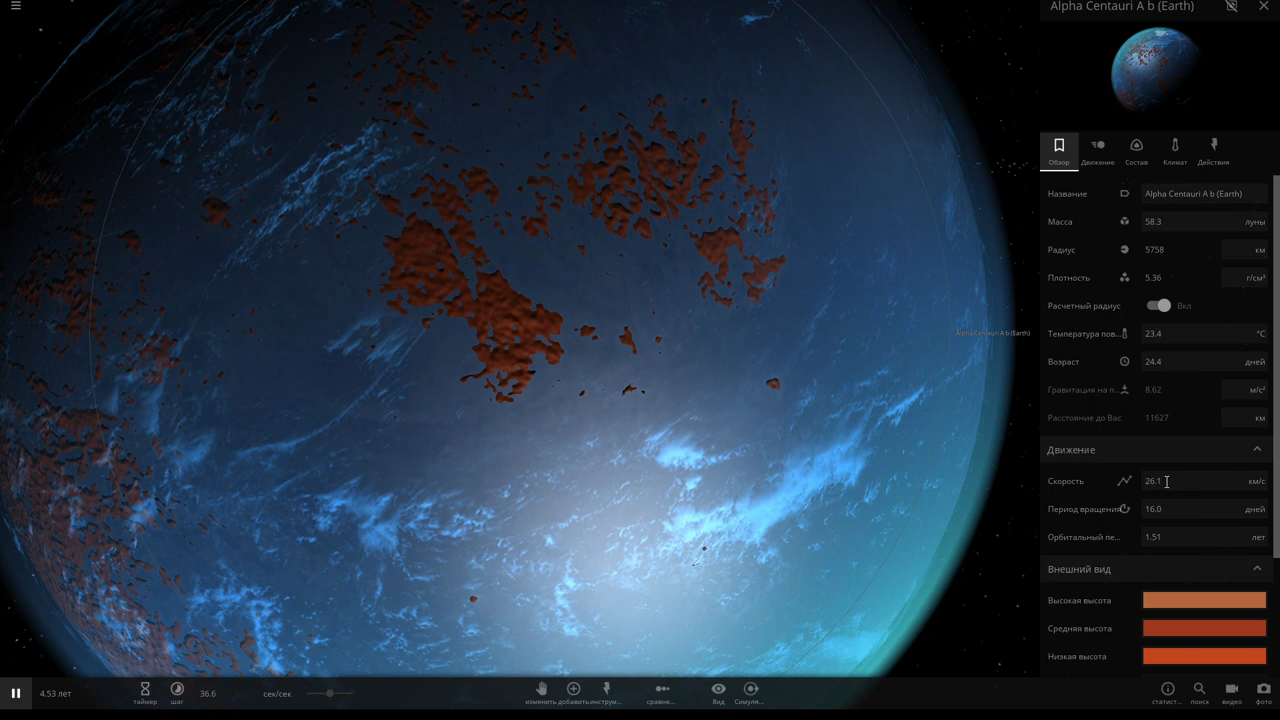 Alpha Centauri A b (Earth)
Обзор Движение Состав Климат Действия
Название Alpha Centauri A b (Earth)
Масса 58.3 луны
Радиус 5758 км
Плотность 5.36 г/см³
Расчетный радиус Вкл
Температура пов... 23.4 °C
Возраст 24.4 дней
Гравитация на п... 8.62 м/с²
Расстояние до Вас 11627 км
Движение
Скорость 26.1 км/с
Период вращения 16.0 дней
Орбитальный пе... 1.51 лет
Внешний вид
Высокая высота
Средняя высота
Низкая высота
Alpha Centauri A b (Earth)
4.53 лет таймер шаг 36.6 сек/сек изменить добавить инструм... сравне... Вид Симуля... статист... поиск видео фото